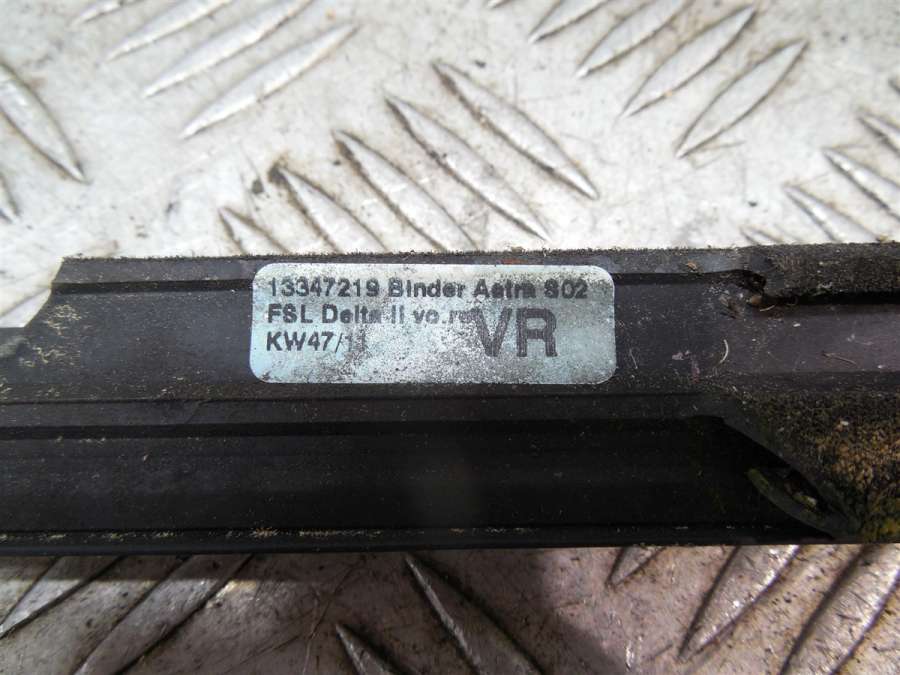 13347219 Binder Astra S02
FSL Delta II vo.re
VR
KW47/11